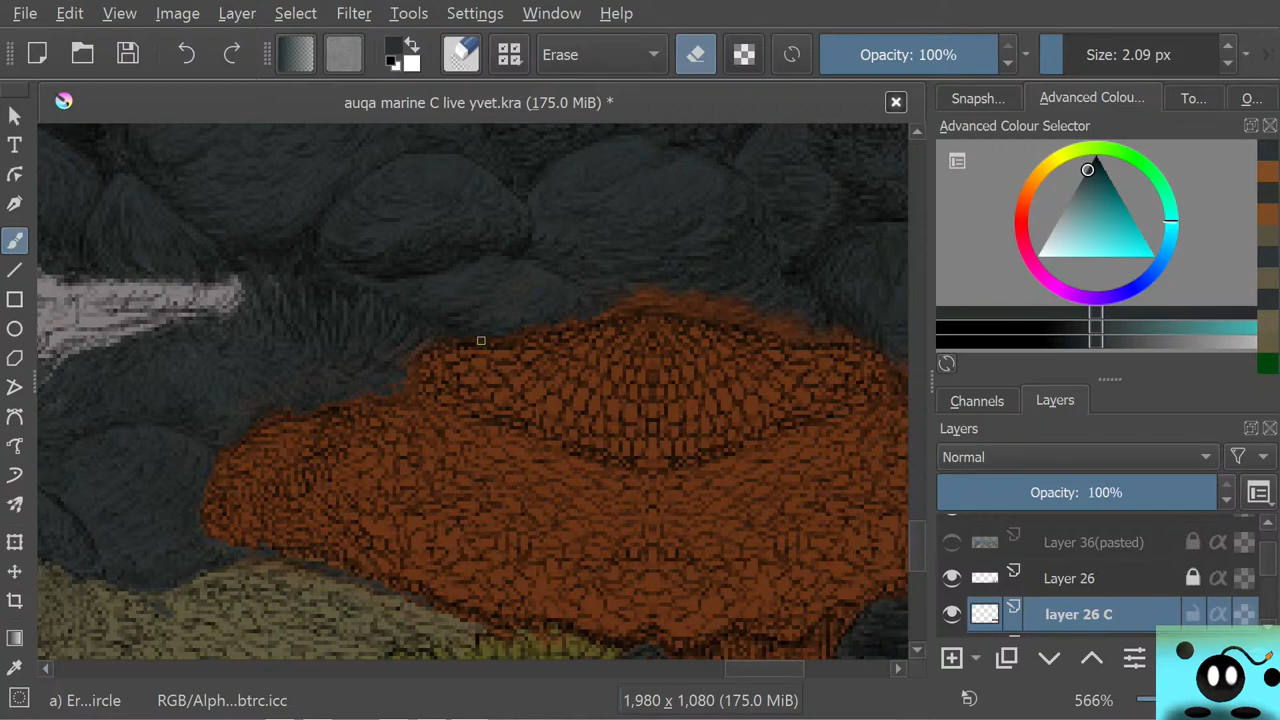 File Edit View Image Layer Select Filter Tools Settings Window Help
Erase
Opacity: 100%
Size: 2.09 px
auqa marine C live yvet.kra (175.0 MiB) *
Snapsh... Advanced Colou... To... O...
Advanced Colour Selector
Channels Layers
Layers
Normal
Opacity: 100%
Layer 36(pasted)
Layer 26
layer 26 C
a) Er...ircle RGB/Alph...btrc.icc 1,980 x 1,080 (175.0 MiB) 566%